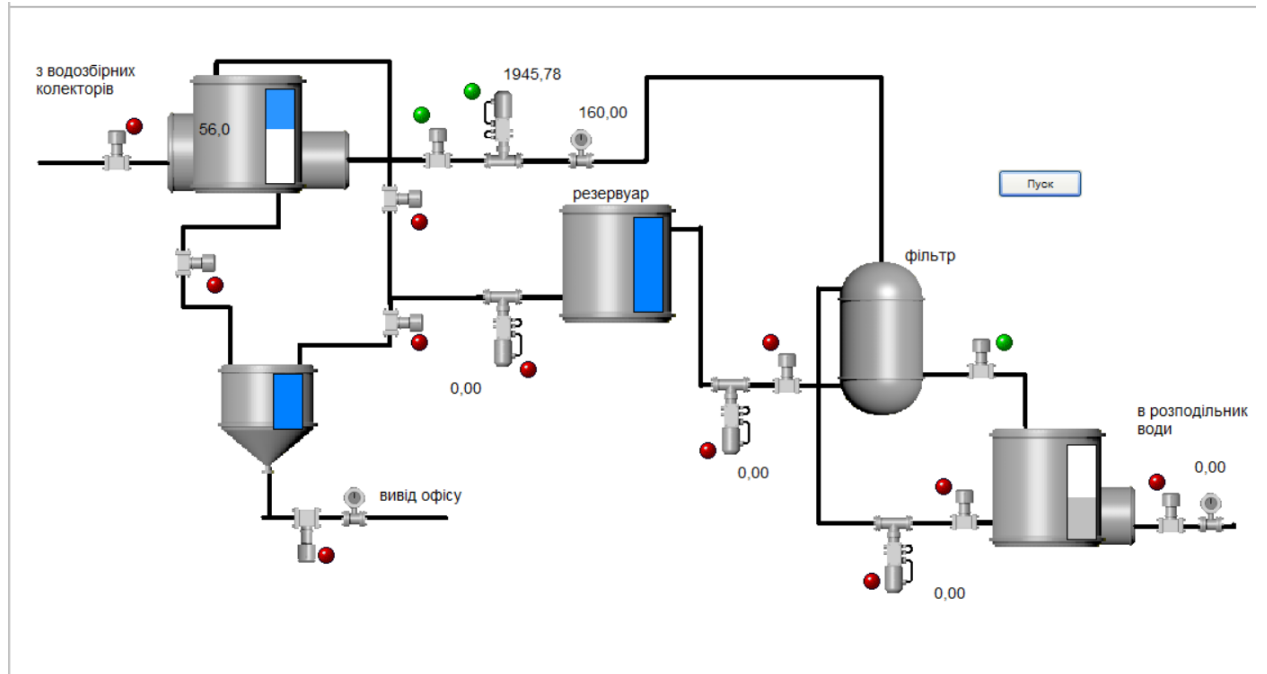 з водозбірних
колекторів
56,0
1945,78
160,00
Пуск
резервуар
фільтр
0,00
0,00
в розподільник
води
0,00
вивід офісу
0,00